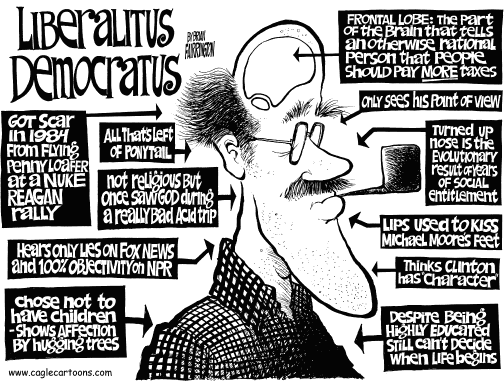 LIBERALITUS
DEMOCRATUS
BY BRIAN
FAIRRINGTON
FRONTAL LOBE: THE PART
OF THE BRAIN THAT TELLS
AN OTHERWISE RATIONAL
PERSON THAT PEOPLE
SHOULD PAY MORE TAXES
ONLY SEES HIS POINT OF VIEW
GOT SCAR
IN 1984
FROM FLYING
PENNY LOAFER
AT A NUKE
REAGAN
RALLY
ALL THAT'S LEFT
OF PONYTAIL
TURNED UP
NOSE IS THE
EVOLUTIONARY
RESULT OF YEARS
OF SOCIAL
ENTITLEMENT
NOT RELIGIOUS BUT
ONCE SAW GOD DURING
A REALLY BAD ACID TRIP
LIPS USED TO KISS
MICHAEL MOORE'S FEET
HEARS ONLY LIES ON FOX NEWS
AND 100% OBJECTIVITY ON NPR
THINKS CLINTON
HAS "CHARACTER"
CHOSE NOT TO
HAVE CHILDREN
- SHOWS AFFECTION
BY HUGGING TREES
DESPITE BEING
HIGHLY EDUCATED
STILL CAN'T DECIDE
WHEN LIFE BEGINS
www.caglecartoons.com